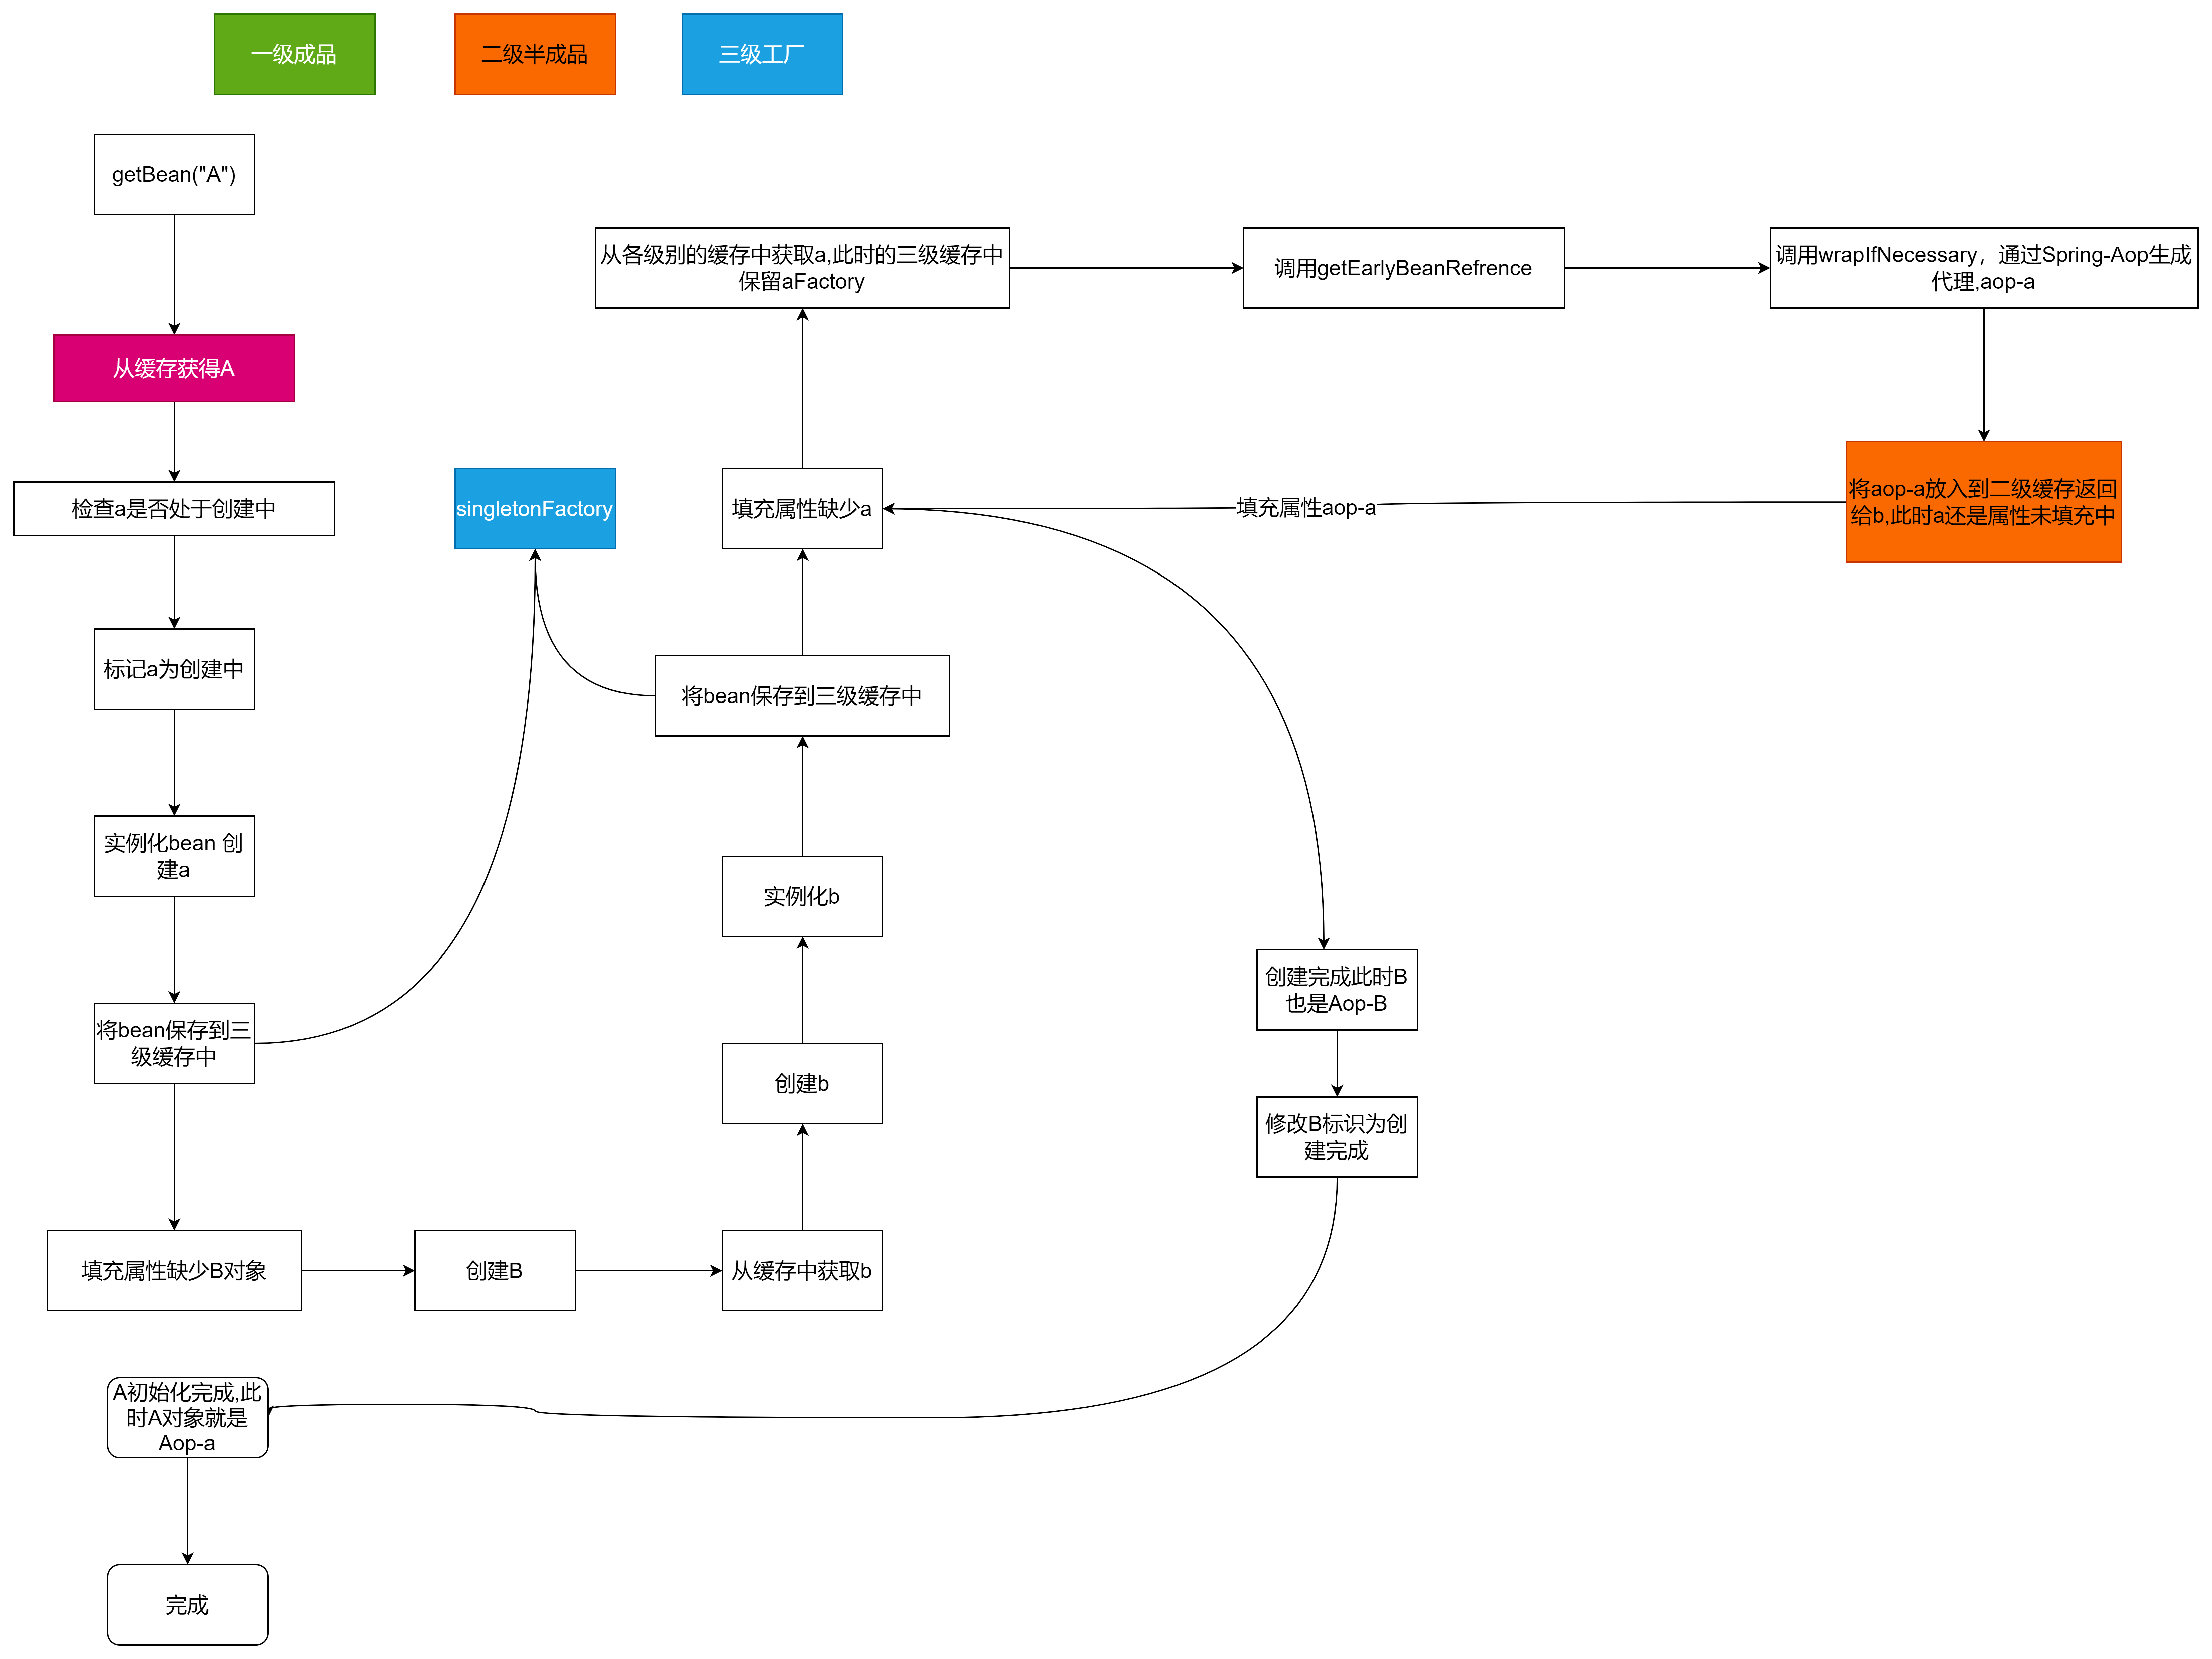 一级成品
二级半成品
三级工厂
getBean("A")
从缓存获得A
检查a是否处于创建中
标记a为创建中
实例化bean 创
建a
将bean保存到三
级缓存中
填充属性缺少B对象
创建B
从缓存中获取b
创建b
实例化b
将bean保存到三级缓存中
singletonFactory
填充属性缺少a
从各级别的缓存中获取a,此时的三级缓存中
保留aFactory
调用getEarlyBeanRefrence
调用wrapIfNecessary，通过Spring-Aop生成
代理,aop-a
将aop-a放入到二级缓存返回
给b,此时a还是属性未填充中
填充属性aop-a
创建完成此时B
也是Aop-B
修改B标识为创
建完成
A初始化完成,此
时A对象就是
Aop-a
完成